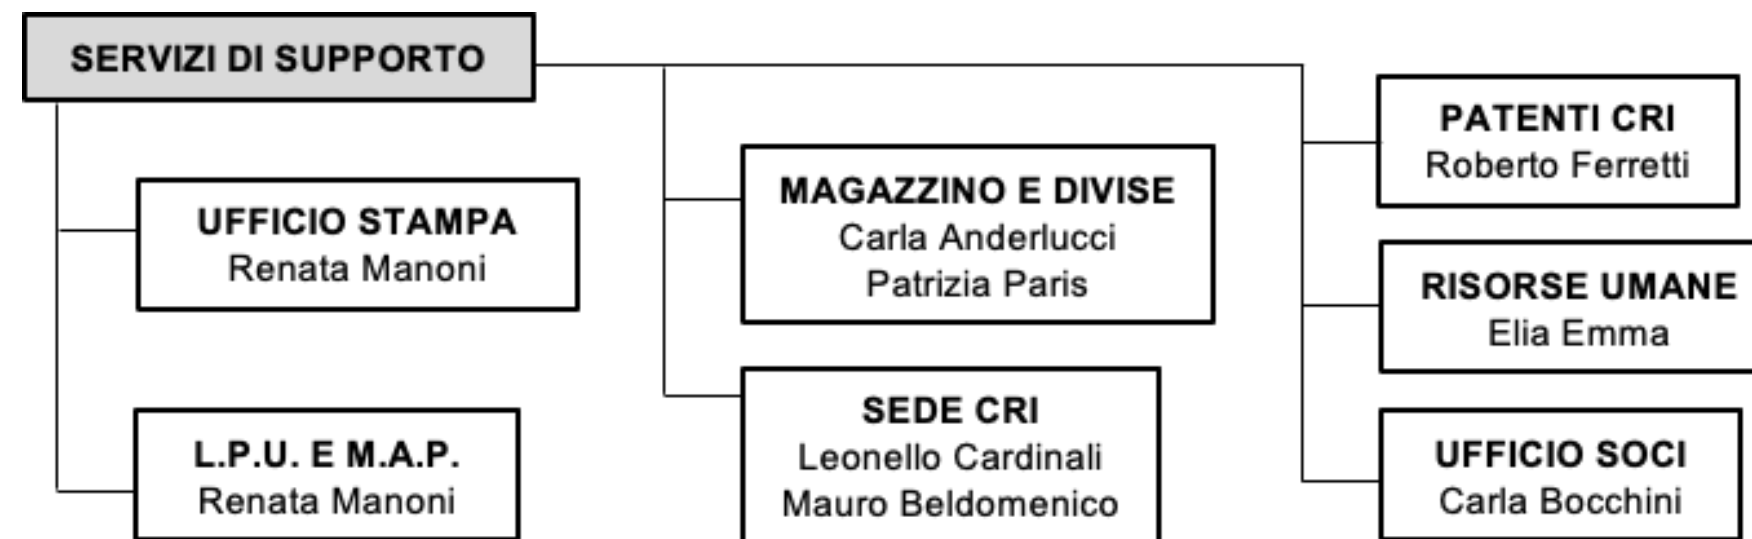 SERVIZI DI SUPPORTO
UFFICIO STAMPA
Renata Manoni
L.P.U. E M.A.P.
Renata Manoni
MAGAZZINO E DIVISE
Carla Anderlucci
Patrizia Paris
SEDE CRI
Leonello Cardinali
Mauro Beldomenico
PATENTI CRI
Roberto Ferretti
RISORSE UMANE
Elia Emma
UFFICIO SOCI
Carla Bocchini